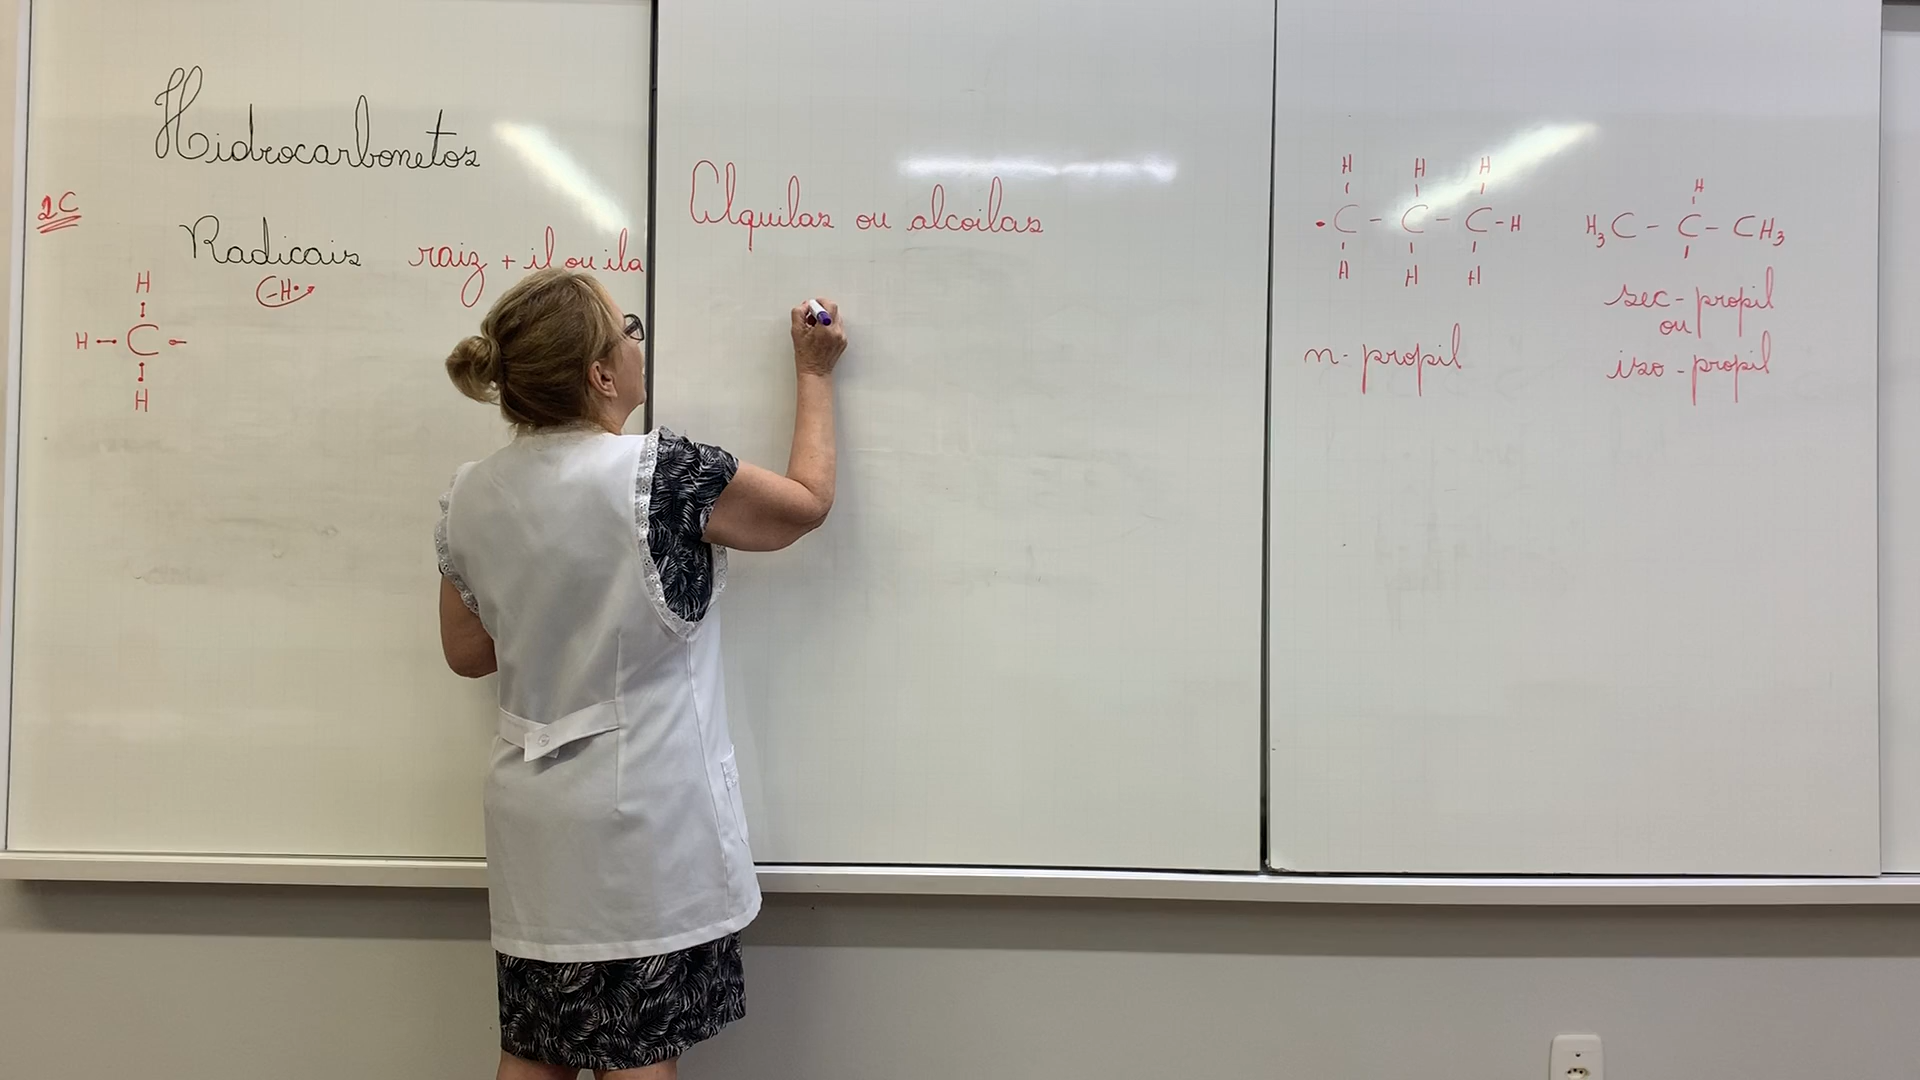 Hidrocarbonetos
2C
Radicais raiz + il ou ila
-H•
H
H - C -
H
Alquilas ou alcoilas
H H H
• C - C - C - H
H H H
n-propil
H
H₃C - C - CH₃
sec-propil
ou
iso-propil